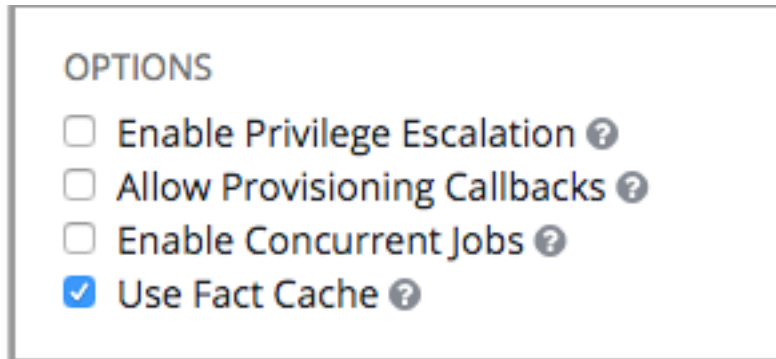 OPTIONS
Enable Privilege Escalation ?
Allow Provisioning Callbacks ?
Enable Concurrent Jobs ?
Use Fact Cache ?